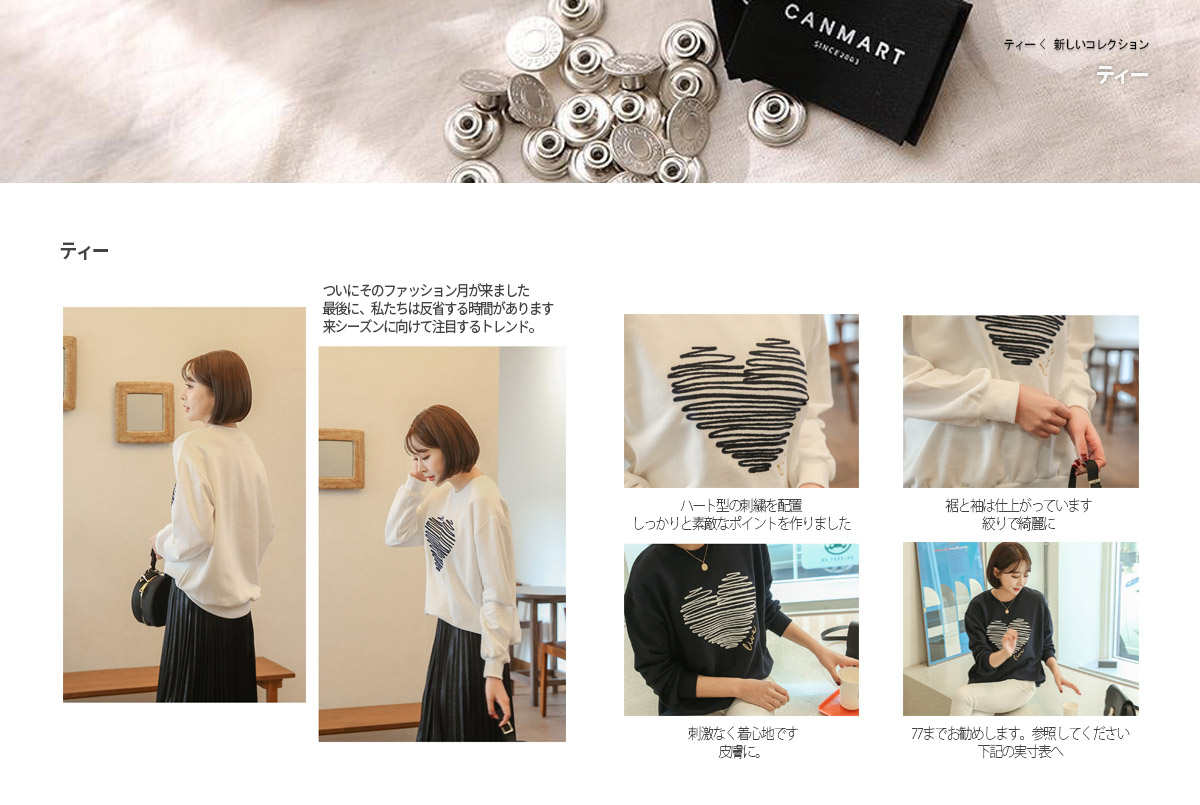 CANMART
SINCE2003
ティー く 新しいコレクション
ティー
ティー
ついにそのファッション月が来ました
最後に、私たちは反省する時間があります
来シーズンに向けて注目するトレンド。
ハート型の刺繍を配置
しっかりと素敵なポイントを作りました
裾と袖は仕上がっています
絞りで綺麗に
live
刺激なく着心地です
皮膚に。
77までお勧めします。参照してください
下記の実寸表へ